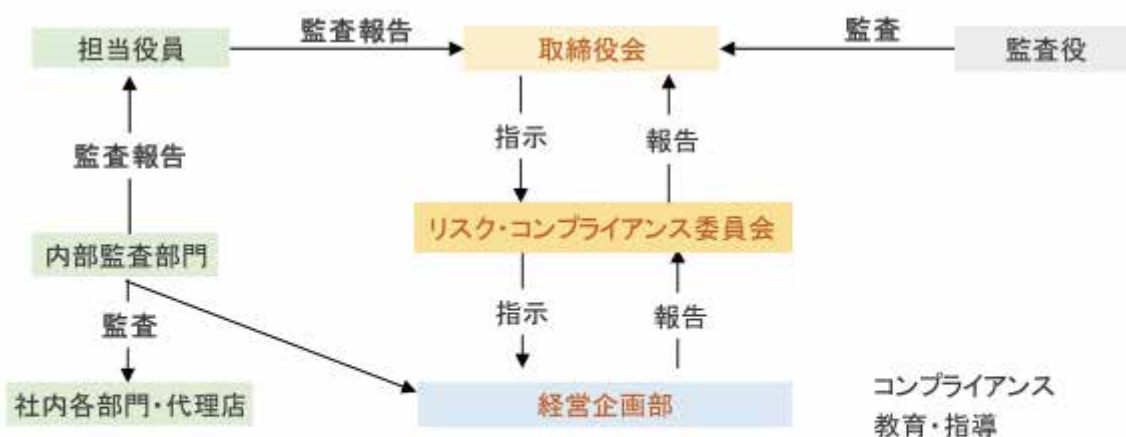 担当役員
監査報告
取締役会
監査
監査役
監査報告
指示
報告
リスク・コンプライアンス委員会
内部監査部門
監査
指示
報告
社内各部門・代理店
経営企画部
コンプライアンス
教育・指導